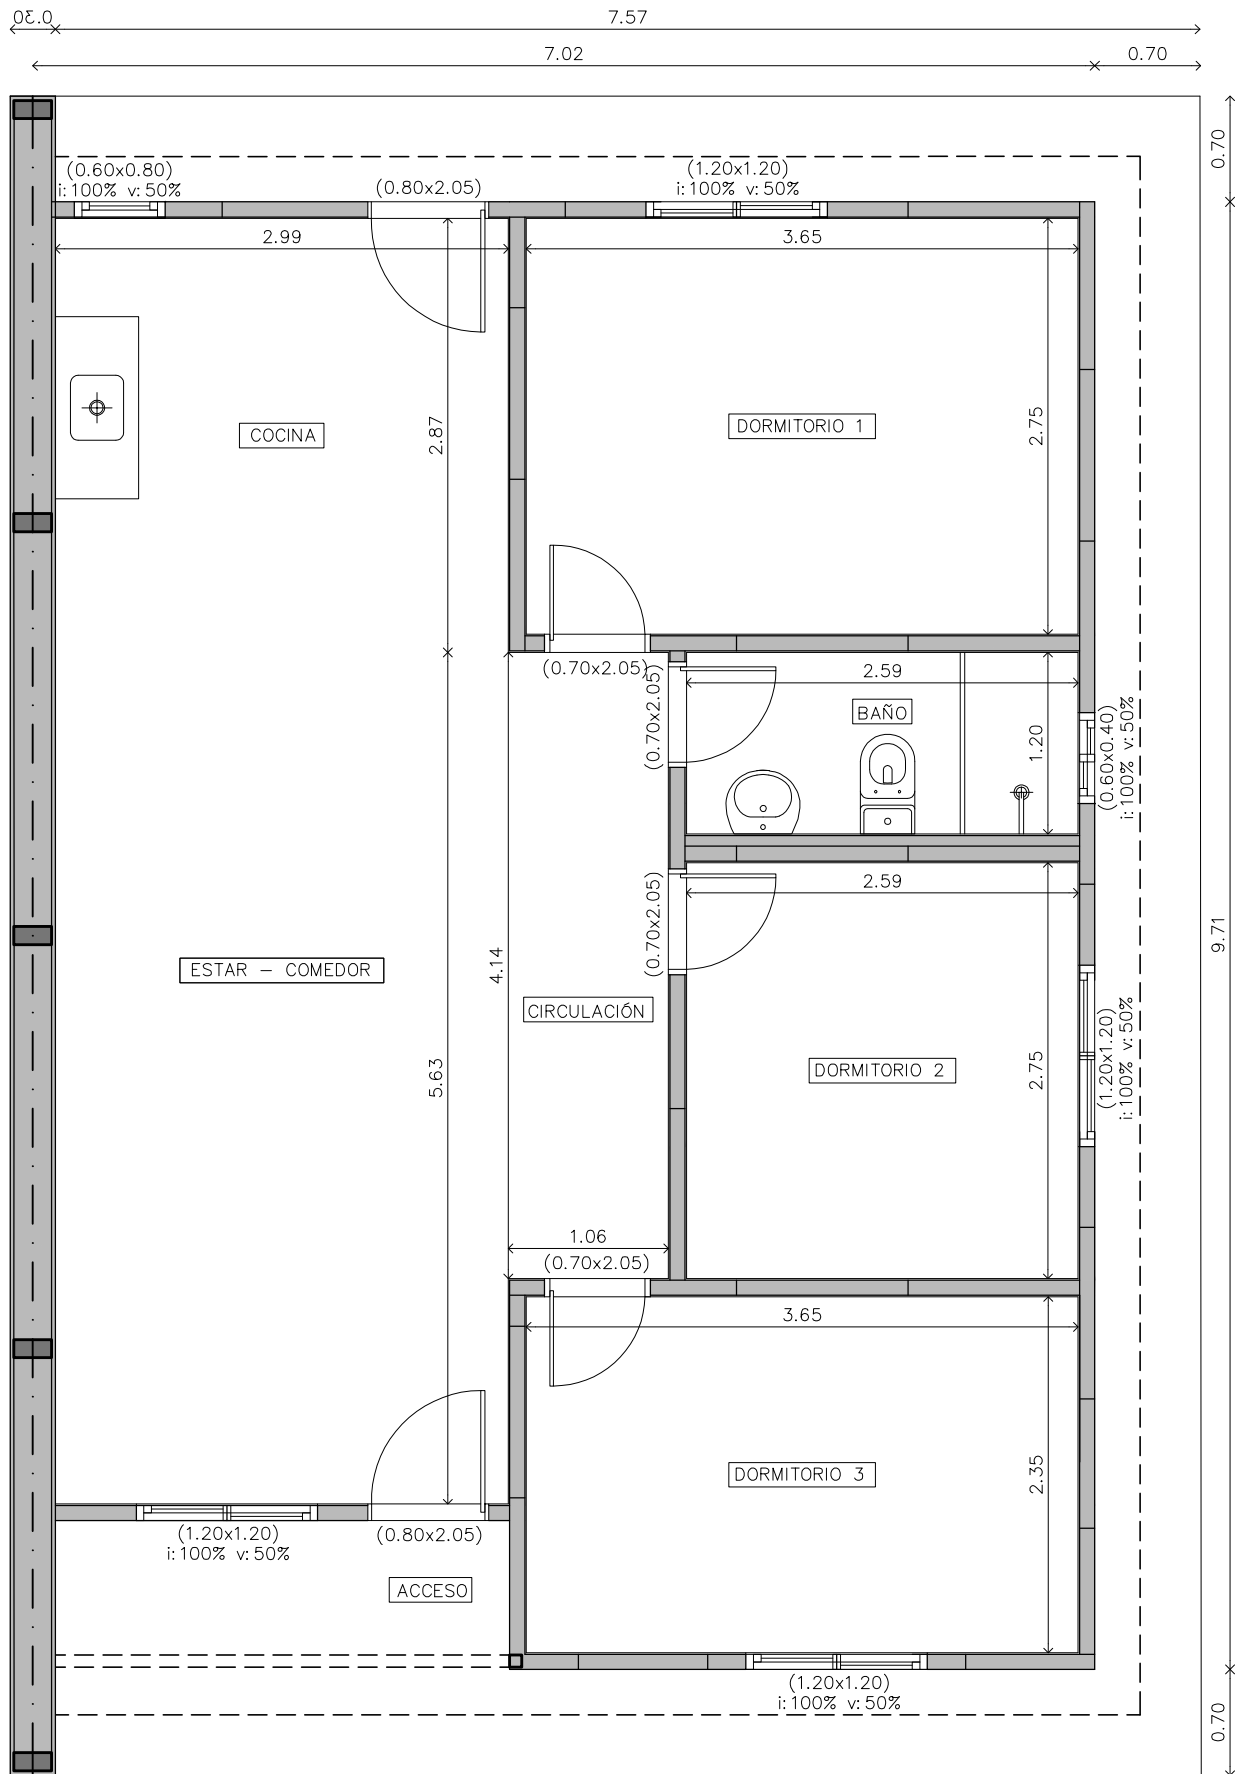 0.30
7.57
7.02
0.70
0.70
(0.60x0.80)
i:100% v:50%
(0.80x2.05)
(1.20x1.20)
i:100% v:50%
2.99
3.65
COCINA
2.87
DORMITORIO 1
2.75
(0.70x2.05)
(0.70x2.05)
2.59
BAÑO
1.20
(0.60x0.40)
i:100% v:50%
2.59
(0.70x2.05)
4.14
9.71
ESTAR – COMEDOR
CIRCULACIÓN
5.63
DORMITORIO 2
2.75
(1.20x1.20)
i:100% v:50%
1.06
(0.70x2.05)
3.65
DORMITORIO 3
2.35
(1.20x1.20)
i:100% v:50%
(0.80x2.05)
ACCESO
(1.20x1.20)
i:100% v:50%
0.70